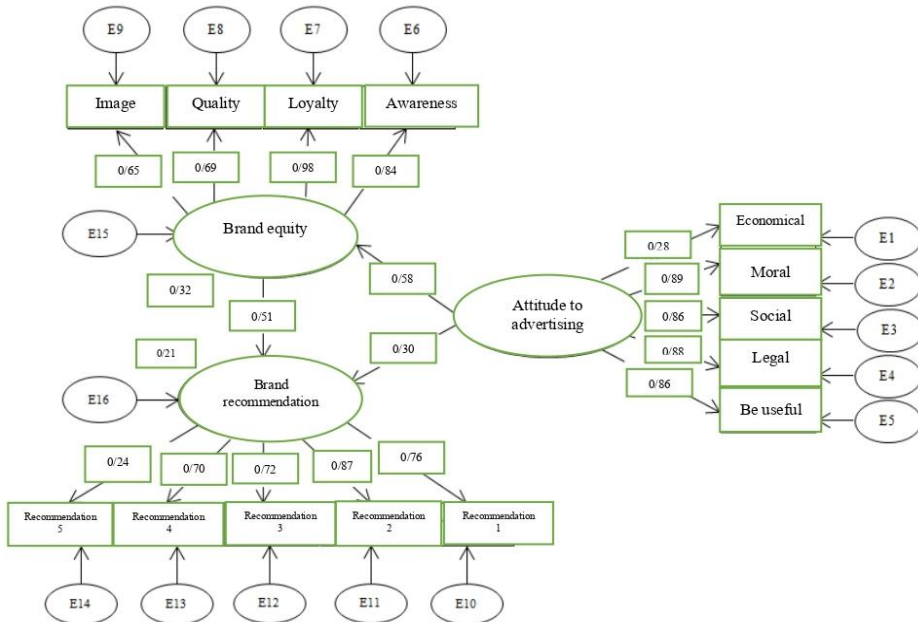 E9
E8
E7
E6
Image
Quality
Loyalty
Awareness
0/65
0/69
0/98
0/84
E15
Brand equity
0/32
0/58
0/51
0/30
0/21
Attitude to
advertising
Economical
0/28
E1
0/89
Moral
E2
0/86
Social
E3
0/88
Legal
E4
0/86
Be useful
E5
E16
Brand
recommendation
0/24
0/70
0/72
0/87
0/76
Recommendation
5
Recommendation
4
Recommendation
3
Recommendation
2
Recommendation
1
E14
E13
E12
E11
E10